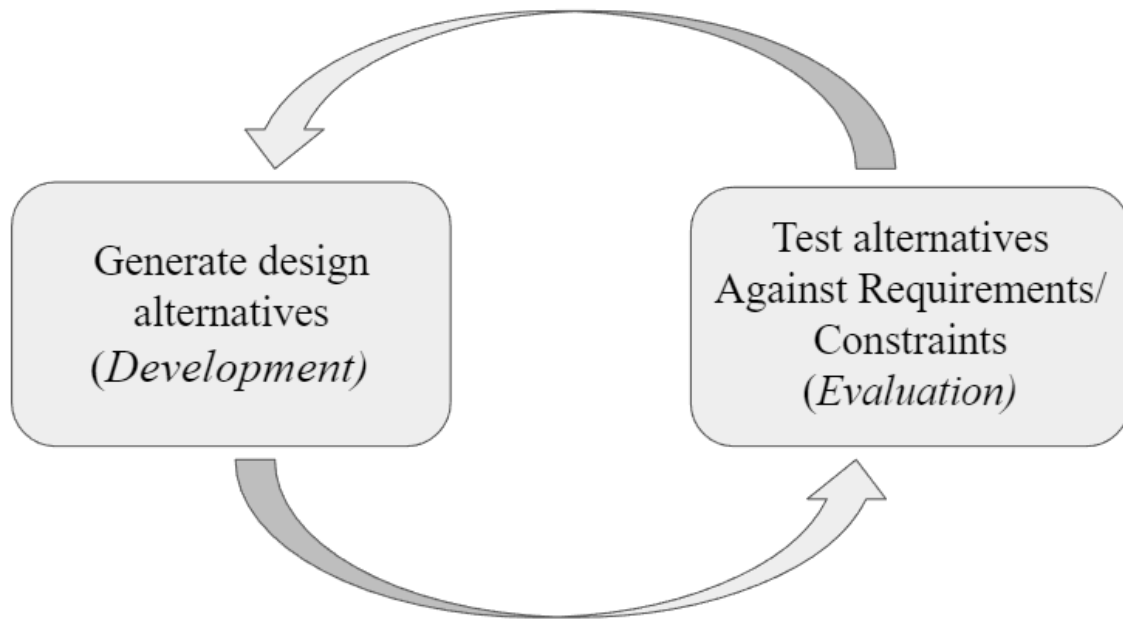 Generate design
alternatives
(Development)
Test alternatives
Against Requirements/
Constraints
(Evaluation)